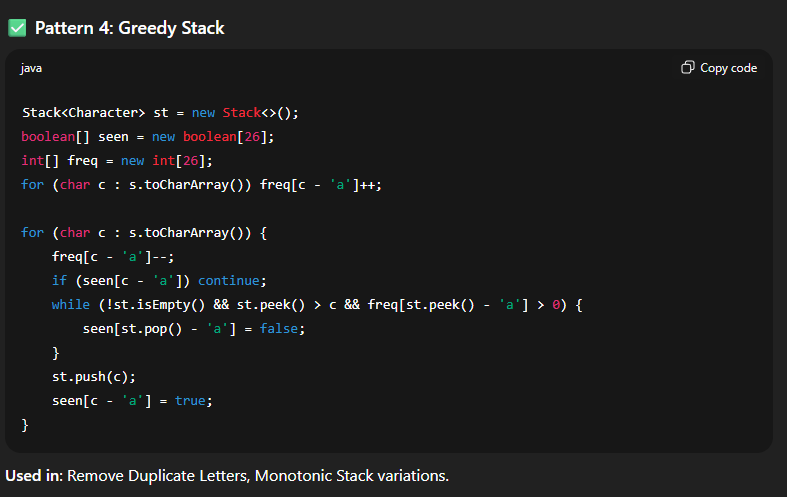 ✅ Pattern 4: Greedy Stack
java
Copy code
Stack<Character> st = new Stack<>();
boolean[] seen = new boolean[26];
int[] freq = new int[26];
for (char c : s.toCharArray()) freq[c - 'a']++;

for (char c : s.toCharArray()) {
    freq[c - 'a']--;
    if (seen[c - 'a']) continue;
    while (!st.isEmpty() && st.peek() > c && freq[st.peek() - 'a'] > 0) {
        seen[st.pop() - 'a'] = false;
    }
    st.push(c);
    seen[c - 'a'] = true;
}
Used in: Remove Duplicate Letters, Monotonic Stack variations.